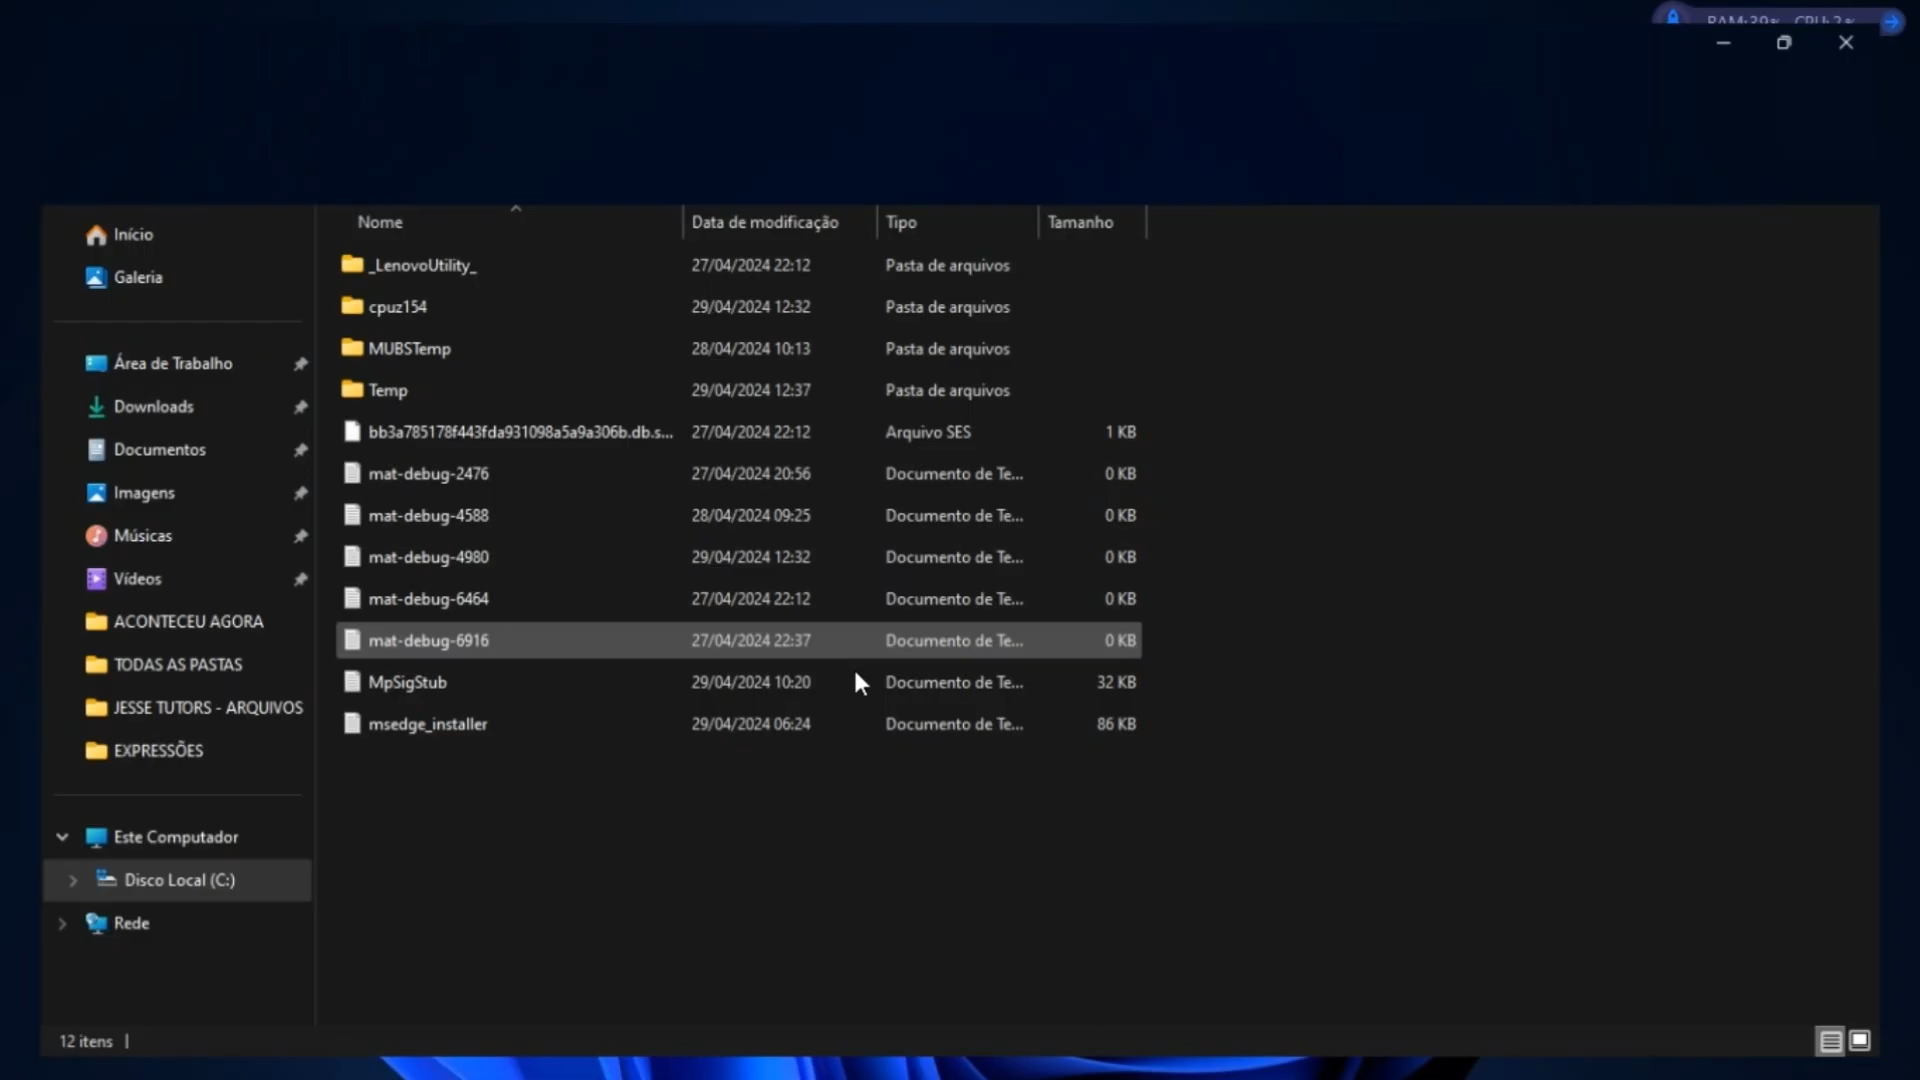 RAM: 39% CPU: 2%
Início
Galeria
Área de Trabalho
Downloads
Documentos
Imagens
Músicas
Vídeos
ACONTECEU AGORA
TODAS AS PASTAS
JESSE TUTORS - ARQUIVOS
EXPRESSÕES
Este Computador
Disco Local (C:)
Rede
Nome Data de modificação Tipo Tamanho
_LenovoUtility_ 27/04/2024 22:12 Pasta de arquivos
cpuz154 29/04/2024 12:32 Pasta de arquivos
MUBSTemp 28/04/2024 10:13 Pasta de arquivos
Temp 29/04/2024 12:37 Pasta de arquivos
bb3a785178f443fda931098a5a9a306b.db.s... 27/04/2024 22:12 Arquivo SES 1 KB
mat-debug-2476 27/04/2024 20:56 Documento de Te... 0 KB
mat-debug-4588 28/04/2024 09:25 Documento de Te... 0 KB
mat-debug-4980 29/04/2024 12:32 Documento de Te... 0 KB
mat-debug-6464 27/04/2024 22:12 Documento de Te... 0 KB
mat-debug-6916 27/04/2024 22:37 Documento de Te... 0 KB
MpSigStub 29/04/2024 10:20 Documento de Te... 32 KB
msedge_installer 29/04/2024 06:24 Documento de Te... 86 KB
12 itens